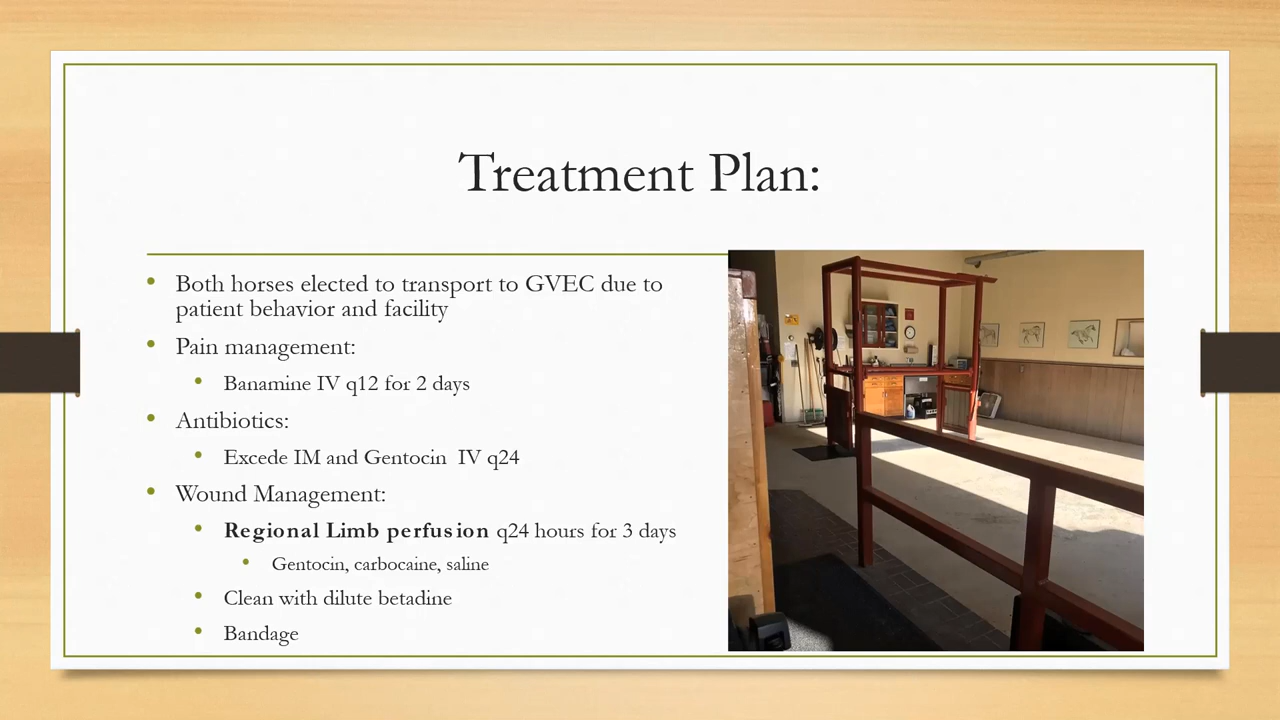 Treatment Plan:
• Both horses elected to transport to GVEC due to
patient behavior and facility
• Pain management:
• Banamine IV q12 for 2 days
• Antibiotics:
• Excede IM and Gentocin IV q24
• Wound Management:
• Regional Limb perfusion q24 hours for 3 days
• Gentocin, carbocaine, saline
• Clean with dilute betadine
• Bandage